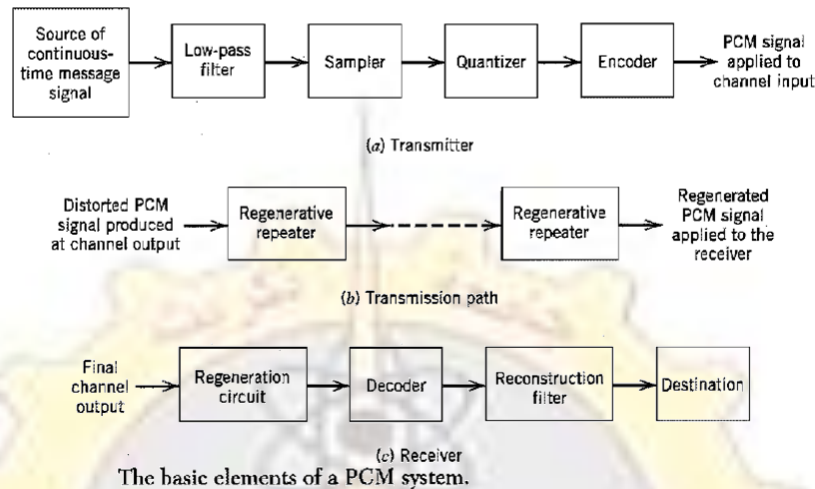 Source of
continuous-
time message
signal
Low-pass
filter
Sampler
Quantizer
Encoder
PCM signal
applied to
channel input
(a) Transmitter
Distorted PCM
signal produced
at channel output
Regenerative
repeater
Regenerative
repeater
Regenerated
PCM signal
applied to the
receiver
(b) Transmission path
Final
channel
output
Regeneration
circuit
Decoder
Reconstruction
filter
Destination
(c) Receiver
The basic elements of a PCM system.